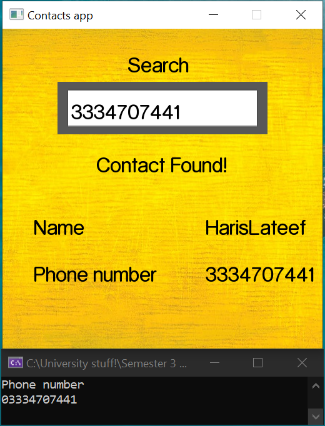 Contacts app
Search
3334707441
Contact Found!
Name HarisLateef
Phone number 3334707441
C:\University stuff!\Semester 3 ...
Phone number
03334707441